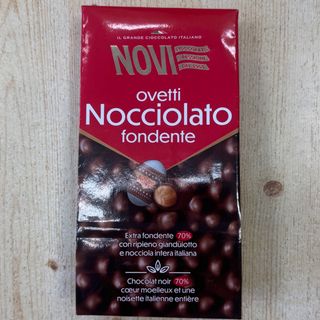 IL GRANDE CIOCCOLATO ITALIANO
NOVI
ovetti
Nocciolato
fondente
Extra fondente 70%
con ripieno gianduiotto
e nocciola intera italiana
Chocolat noir 70%
cœur moelleux et une
noisette italienne entière